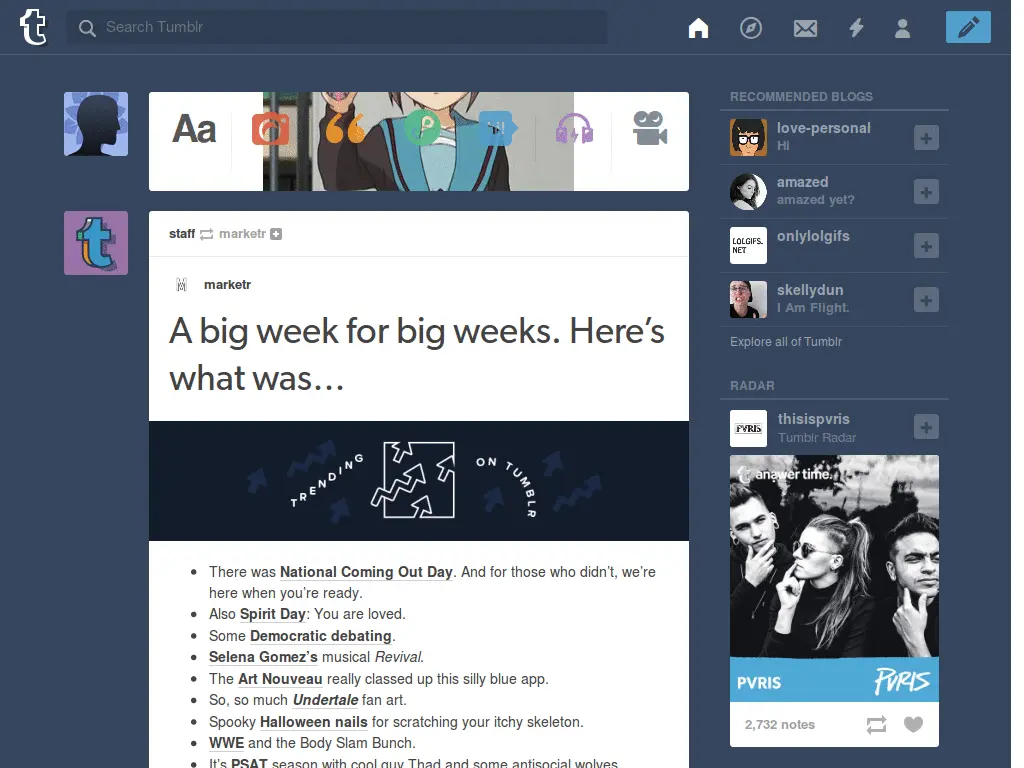 t
Search Tumblr
Aa
RECOMMENDED BLOGS
love-personal
Hi
amazed
amazed yet?
LOLGIFS.
NET
onlylolgifs
skellydun
I Am Flight.
Explore all of Tumblr
RADAR
PVRIS
thisispvris
Tumblr Radar
t answer time.
PVRIS
PVRIS
2,732 notes
t
staff marketr
M marketr
A big week for big weeks. Here’s
what was…
TRENDING ON TUMBLR
There was National Coming Out Day. And for those who didn’t, we’re
here when you’re ready.
Also Spirit Day: You are loved.
Some Democratic debating.
Selena Gomez’s musical Revival.
The Art Nouveau really classed up this silly blue app.
So, so much Undertale fan art.
Spooky Halloween nails for scratching your itchy skeleton.
WWE and the Body Slam Bunch.
It’s PSAT season with cool guy Thad and some antisocial wolves.